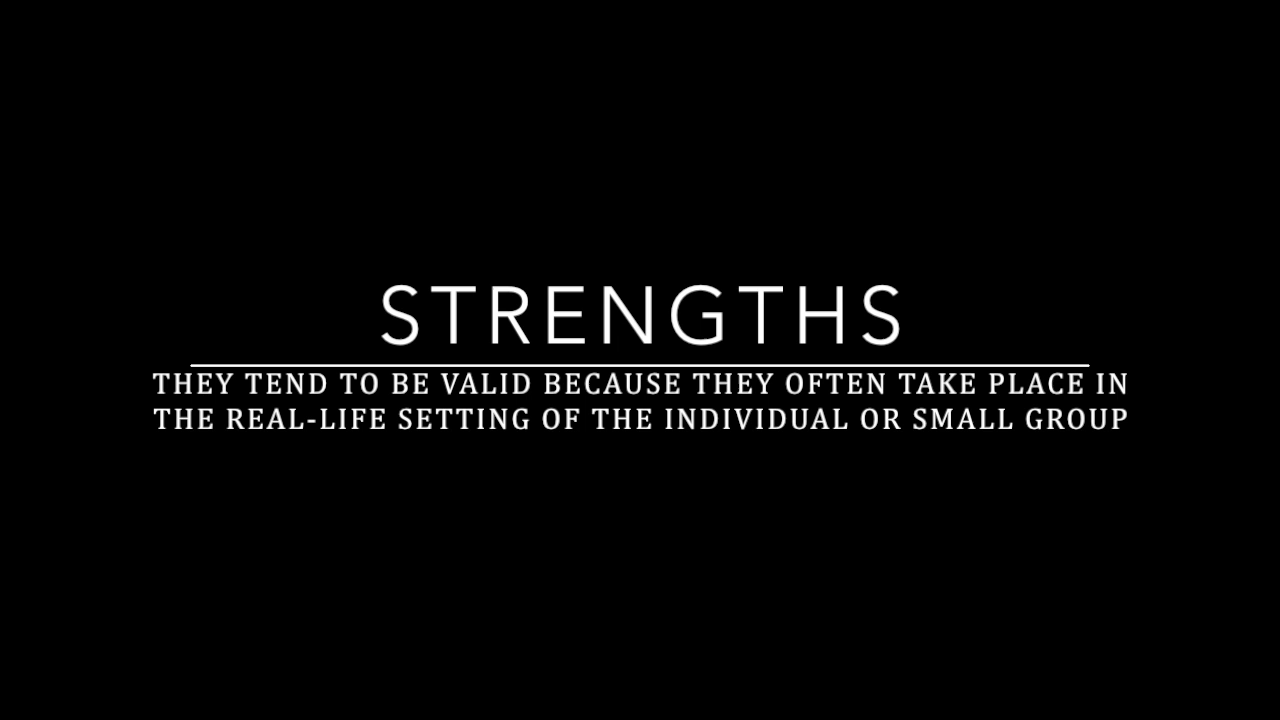 STRENGTHS
THEY TEND TO BE VALID BECAUSE THEY OFTEN TAKE PLACE IN
THE REAL-LIFE SETTING OF THE INDIVIDUAL OR SMALL GROUP